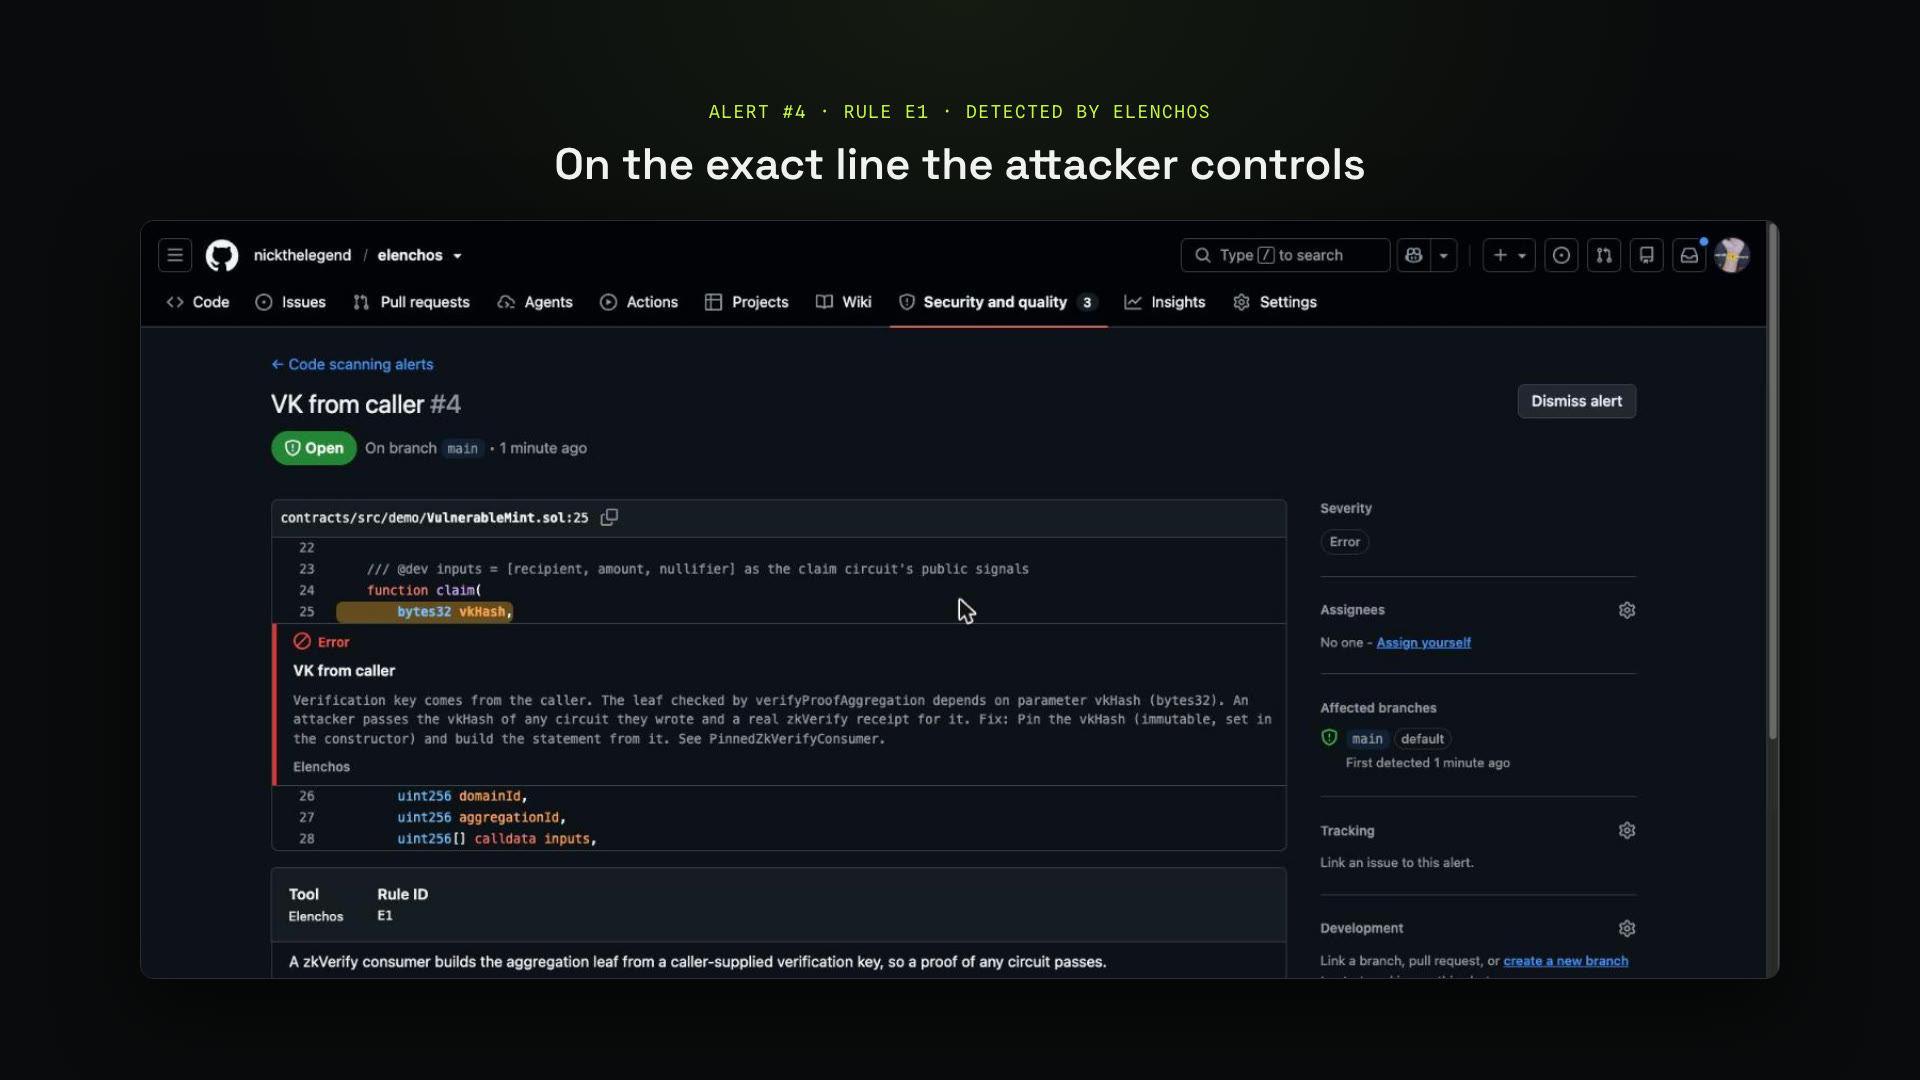 ALERT #4 · RULE E1 · DETECTED BY ELENCHOS
On the exact line the attacker controls
nickthelegend / elenchos
Type / to search
Code
Issues
Pull requests
Agents
Actions
Projects
Wiki
Security and quality 3
Insights
Settings
← Code scanning alerts
VK from caller #4
Dismiss alert
Open
On branch main • 1 minute ago
contracts/src/demo/VulnerableMint.sol:25
22
23 /// @dev inputs = [recipient, amount, nullifier] as the claim circuit's public signals
24 function claim(
25 bytes32 vkHash,
Error
VK from caller
Verification key comes from the caller. The leaf checked by verifyProofAggregation depends on parameter vkHash (bytes32). An
attacker passes the vkHash of any circuit they wrote and a real zkVerify receipt for it. Fix: Pin the vkHash (immutable, set in
the constructor) and build the statement from it. See PinnedZkVerifyConsumer.
Elenchos
26 uint256 domainId,
27 uint256 aggregationId,
28 uint256[] calldata inputs,
Tool Rule ID
Elenchos E1
A zkVerify consumer builds the aggregation leaf from a caller-supplied verification key, so a proof of any circuit passes.
Severity
Error
Assignees
No one - Assign yourself
Affected branches
main default
First detected 1 minute ago
Tracking
Link an issue to this alert.
Development
Link a branch, pull request, or create a new branch